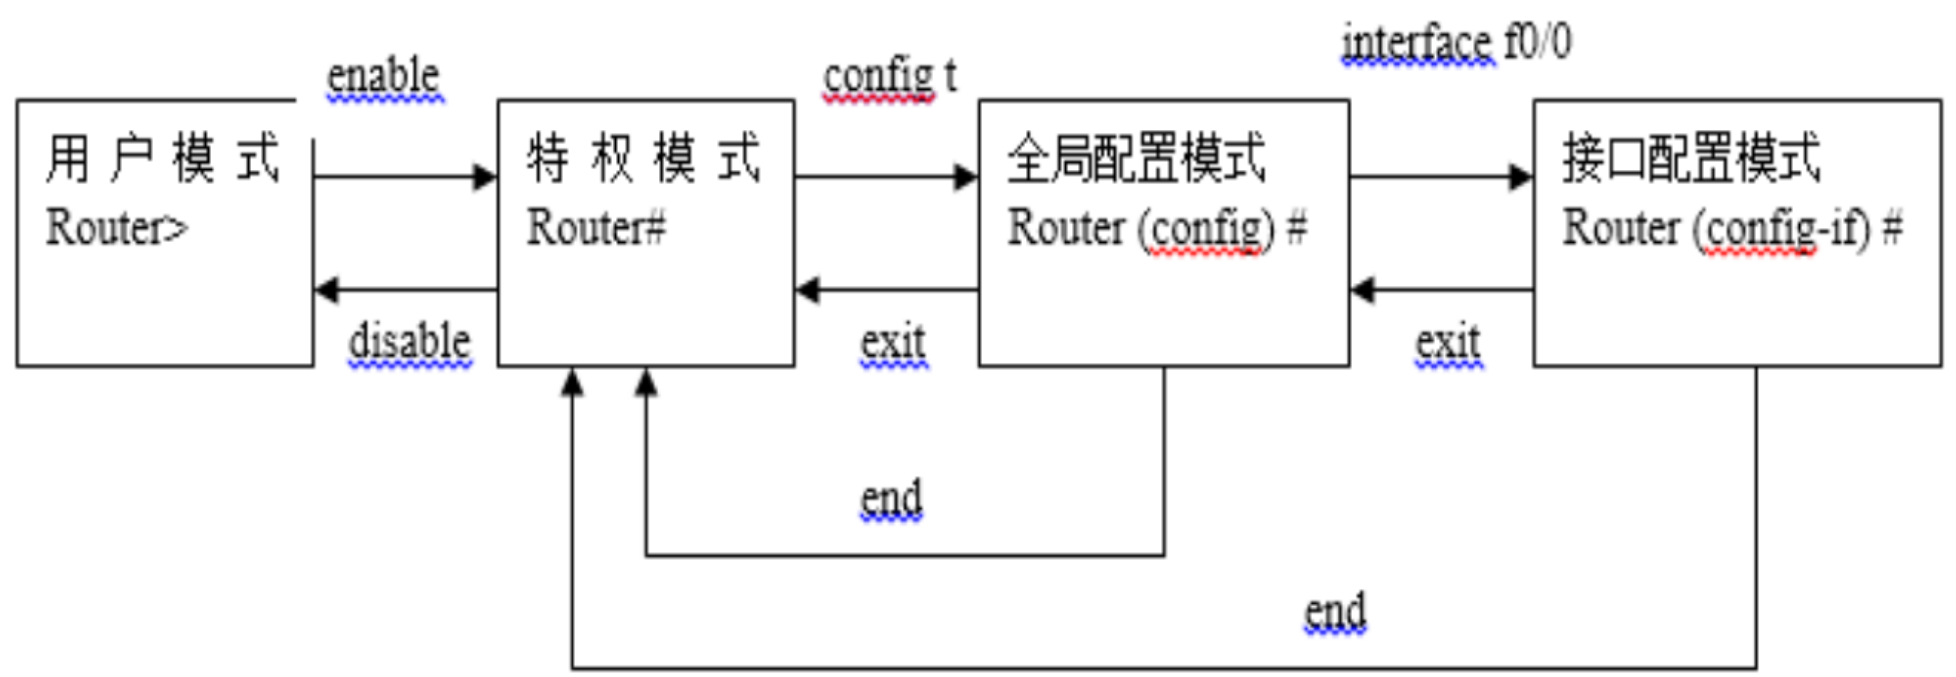 interface f0/0
enable
config t
用 户 模 式
Router>
特 权 模 式
Router#
全局配置模式
Router (config) #
接口配置模式
Router (config-if) #
disable
exit
exit
end
end